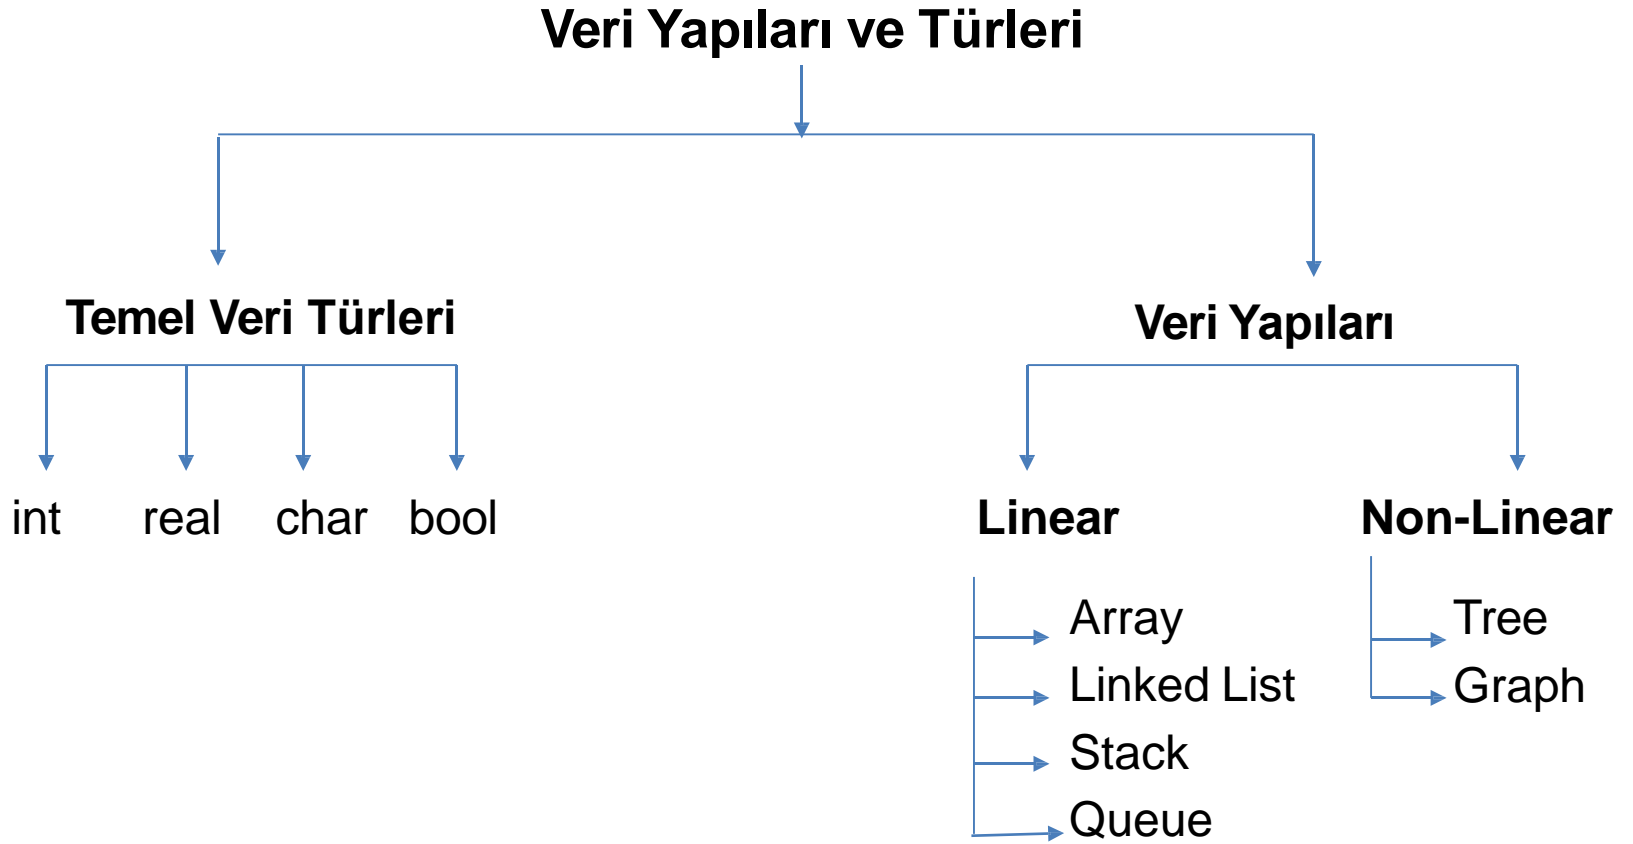 Veri Yapıları ve Türleri
Temel Veri Türleri
int real char bool
Veri Yapıları
Linear
Array
Linked List
Stack
Queue
Non-Linear
Tree
Graph